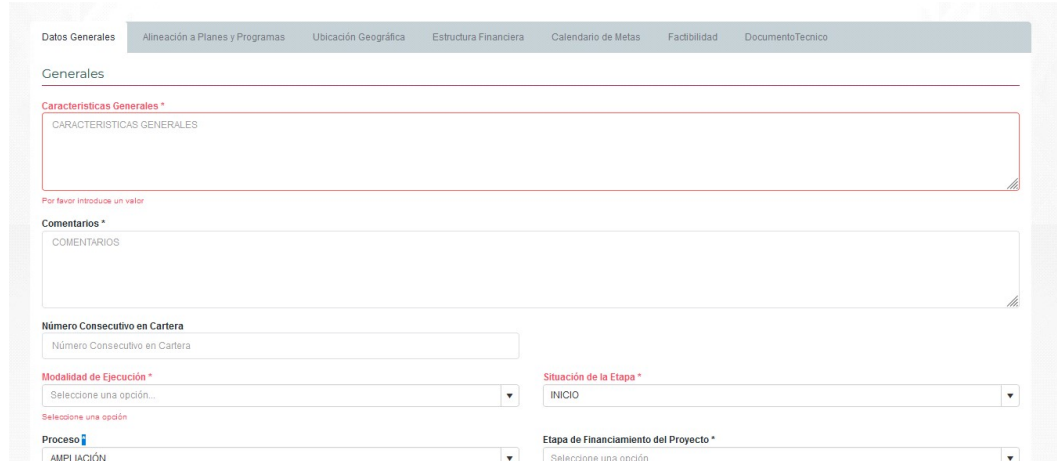 Datos Generales Alineación a Planes y Programas Ubicación Geográfica Estructura Financiera Calendario de Metas Factibilidad DocumentoTecnico
Generales
Caracteristicas Generales *
CARACTERISTICAS GENERALES
Por favor introduce un valor
Comentarios *
COMENTARIOS
Número Consecutivo en Cartera
Número Consecutivo en Cartera
Modalidad de Ejecución * Situación de la Etapa *
Seleccione una opción... INICIO
Seleccione una opción
Proceso * Etapa de Financiamiento del Proyecto *
AMPLIACIÓN Seleccione una opción